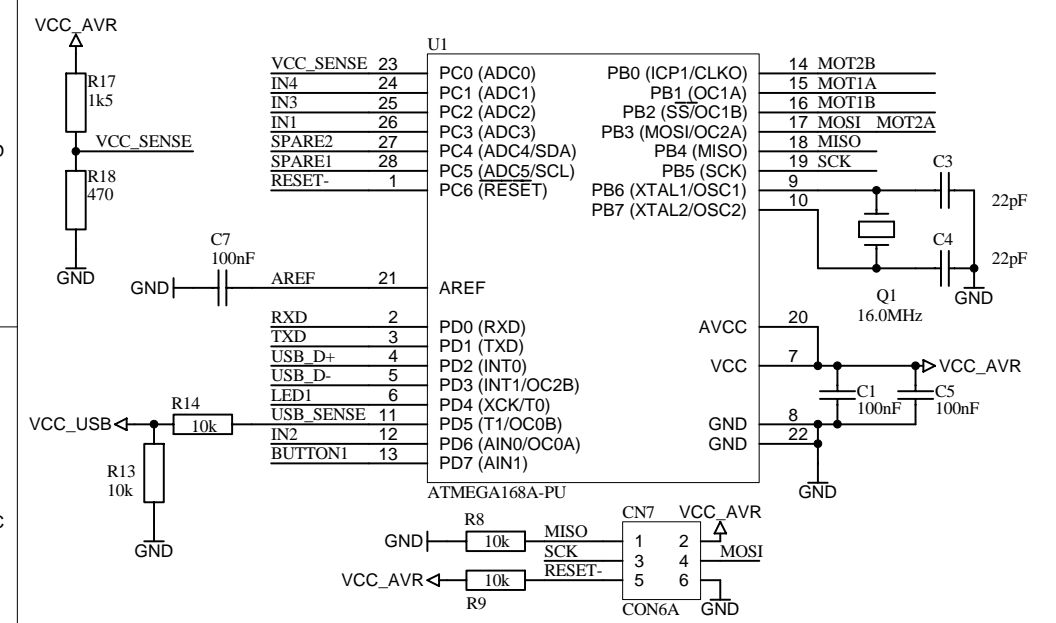 VCC_AVR
R17
1k5
VCC_SENSE
R18
470
GND
U1
VCC_SENSE 23 PC0 (ADC0)
IN4 24 PC1 (ADC1)
IN3 25 PC2 (ADC2)
IN1 26 PC3 (ADC3)
SPARE2 27 PC4 (ADC4/SDA)
SPARE1 28 PC5 (ADC5/SCL)
RESET- 1 PC6 (RESET)
PB0 (ICP1/CLKO) 14 MOT2B
PB1 (OC1A) 15 MOT1A
PB2 (SS/OC1B) 16 MOT1B
PB3 (MOSI/OC2A) 17 MOSI MOT2A
PB4 (MISO) 18 MISO
PB5 (SCK) 19 SCK
PB6 (XTAL1/OSC1) 9
PB7 (XTAL2/OSC2) 10
C3
22pF
C4
22pF
GND
Q1
16.0MHz
C7
100nF
GND
AREF 21 AREF
RXD 2 PD0 (RXD)
TXD 3 PD1 (TXD)
USB_D+ 4 PD2 (INT0)
USB_D- 5 PD3 (INT1/OC2B)
LED1 6 PD4 (XCK/T0)
USB_SENSE 11 PD5 (T1/OC0B)
IN2 12 PD6 (AIN0/OC0A)
BUTTON1 13 PD7 (AIN1)
VCC_USB
R14
10k
R13
10k
GND
AVCC 20
VCC 7
VCC_AVR
C1
100nF
C5
100nF
GND 8
GND 22
GND
ATMEGA168A-PU
CN7
VCC_AVR
R8
GND 10k MISO 1 2
SCK 3 4 MOSI
VCC_AVR 10k RESET- 5 6
R9
CON6A
GND
C